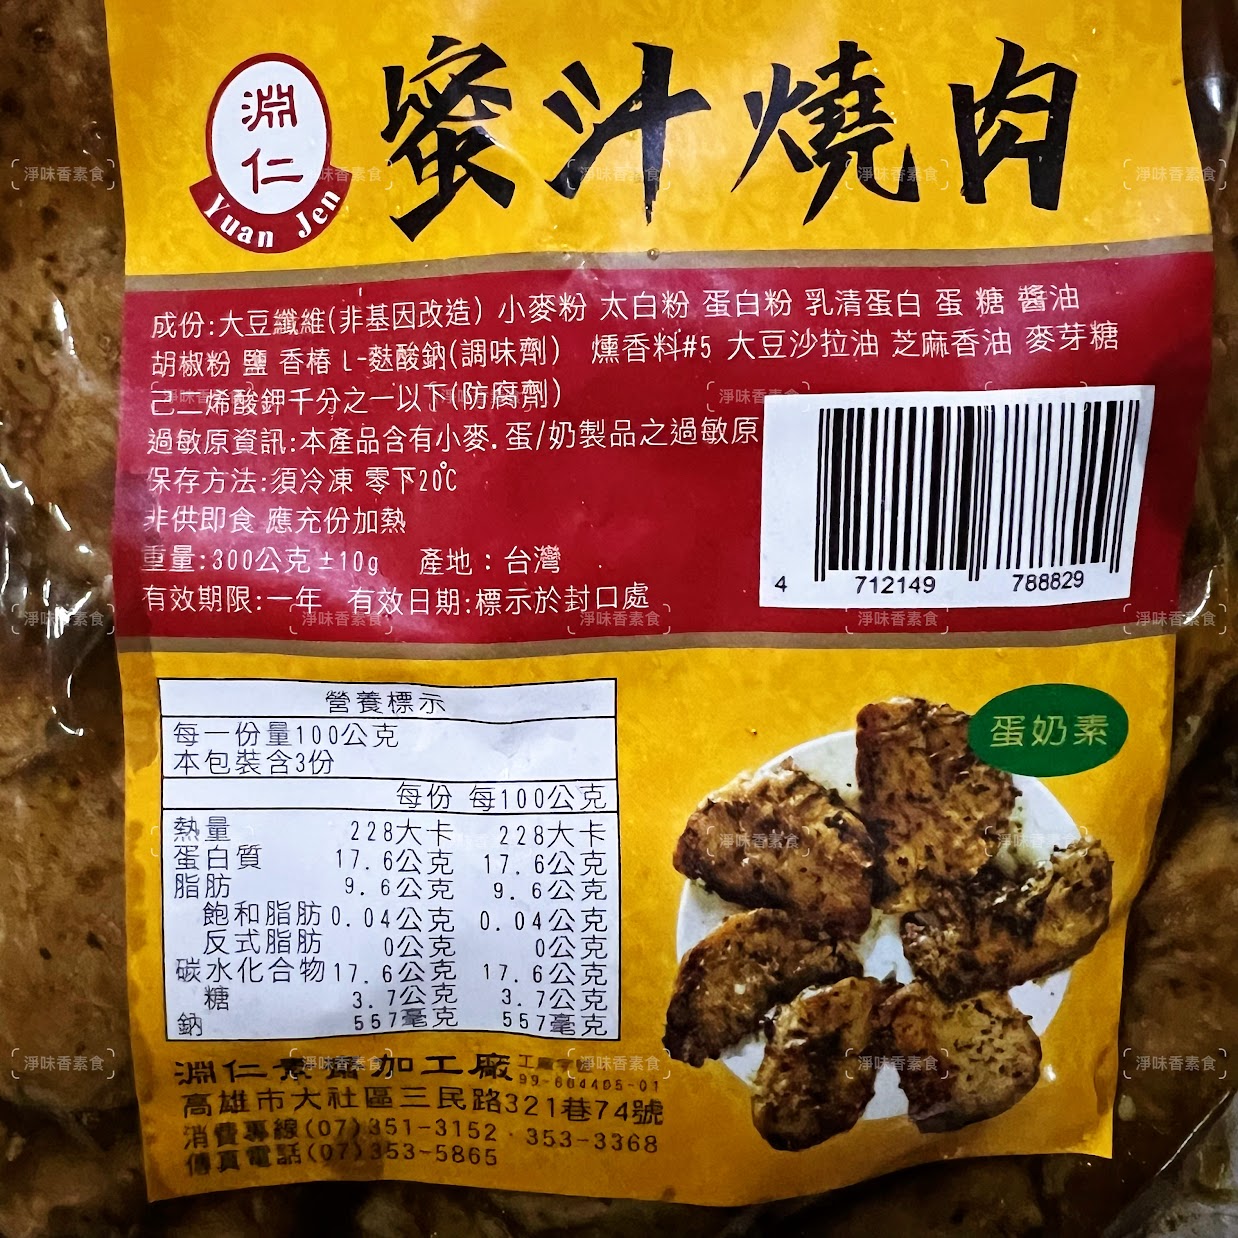 淵仁
Yuan Jen
蜜汁燒肉
成份:大豆纖維(非基因改造) 小麥粉 太白粉 蛋白粉 乳清蛋白 蛋 糖 醬油
胡椒粉 鹽 香椿 L-麩酸鈉(調味劑) 燻香料#5 大豆沙拉油 芝麻香油 麥芽糖
己二烯酸鉀千分之一以下(防腐劑)
過敏原資訊:本產品含有小麥.蛋/奶製品之過敏原
保存方法:須冷凍 零下20℃
非供即食 應充份加熱
重量:300公克±10g 產地：台灣
有效期限:一年 有效日期:標示於封口處
4 712149 788829
營養標示
每一份量100公克
本包裝含3份
每份 每100公克
熱量 228大卡 228大卡
蛋白質 17.6公克 17.6公克
脂肪 9.6公克 9.6公克
飽和脂肪 0.04公克 0.04公克
反式脂肪 0公克 0公克
碳水化合物 17.6公克 17.6公克
糖 3.7公克 3.7公克
鈉 557毫克 557毫克
蛋奶素
淵仁素食加工廠
高雄市大社區三民路321巷74號
消費專線(07)351-3152·353-3368
傳真電話(07)353-5865
淨味香素食